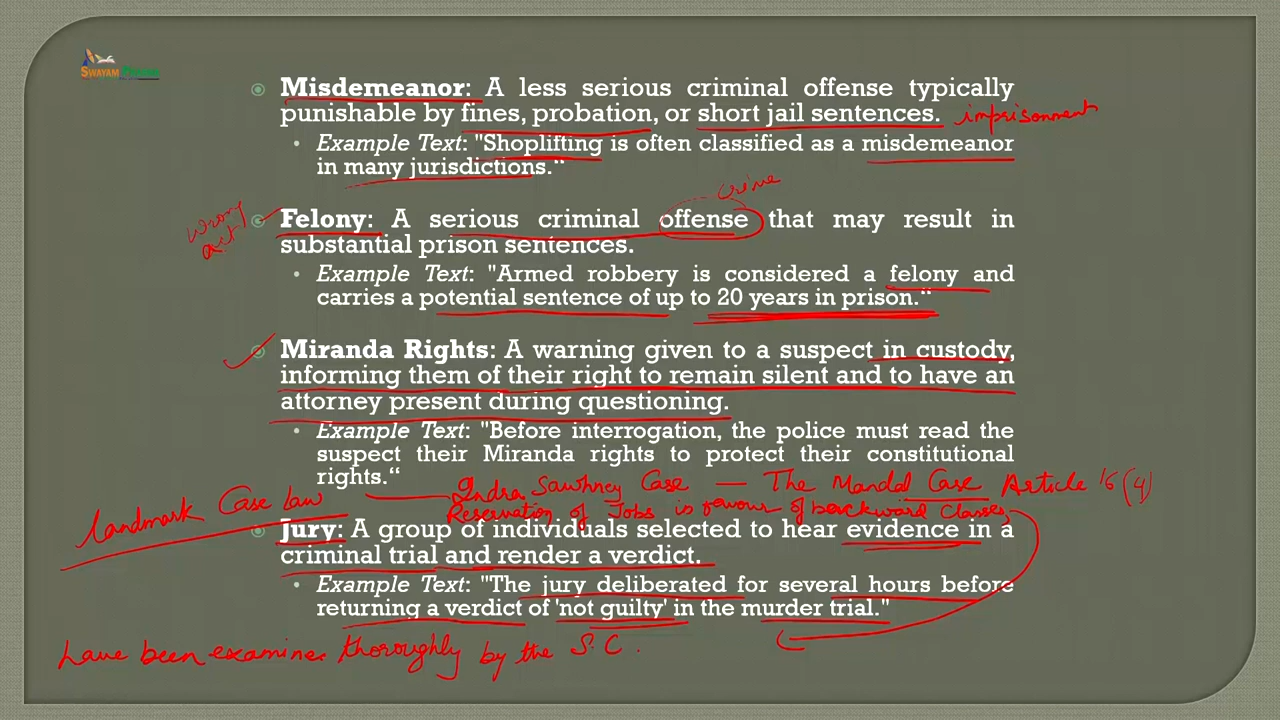 SWAYAM PRABHA
Misdemeanor: A less serious criminal offense typically
punishable by fines, probation, or short jail sentences. imprisonment
Example Text: "Shoplifting is often classified as a misdemeanor
in many jurisdictions."
crime
wrong
act
Felony: A serious criminal offense that may result in
substantial prison sentences.
Example Text: "Armed robbery is considered a felony and
carries a potential sentence of up to 20 years in prison."
Miranda Rights: A warning given to a suspect in custody,
informing them of their right to remain silent and to have an
attorney present during questioning.
Example Text: "Before interrogation, the police must read the
suspect their Miranda rights to protect their constitutional
rights."
Landmark Case law — Indra Sawhney Case — The Mandal Case Article 16(4)
Reservation of Jobs is favour of backward classes,
Jury: A group of individuals selected to hear evidence in a
criminal trial and render a verdict.
Example Text: "The jury deliberated for several hours before
returning a verdict of 'not guilty' in the murder trial."
have been examined thoroughly by the S.C.